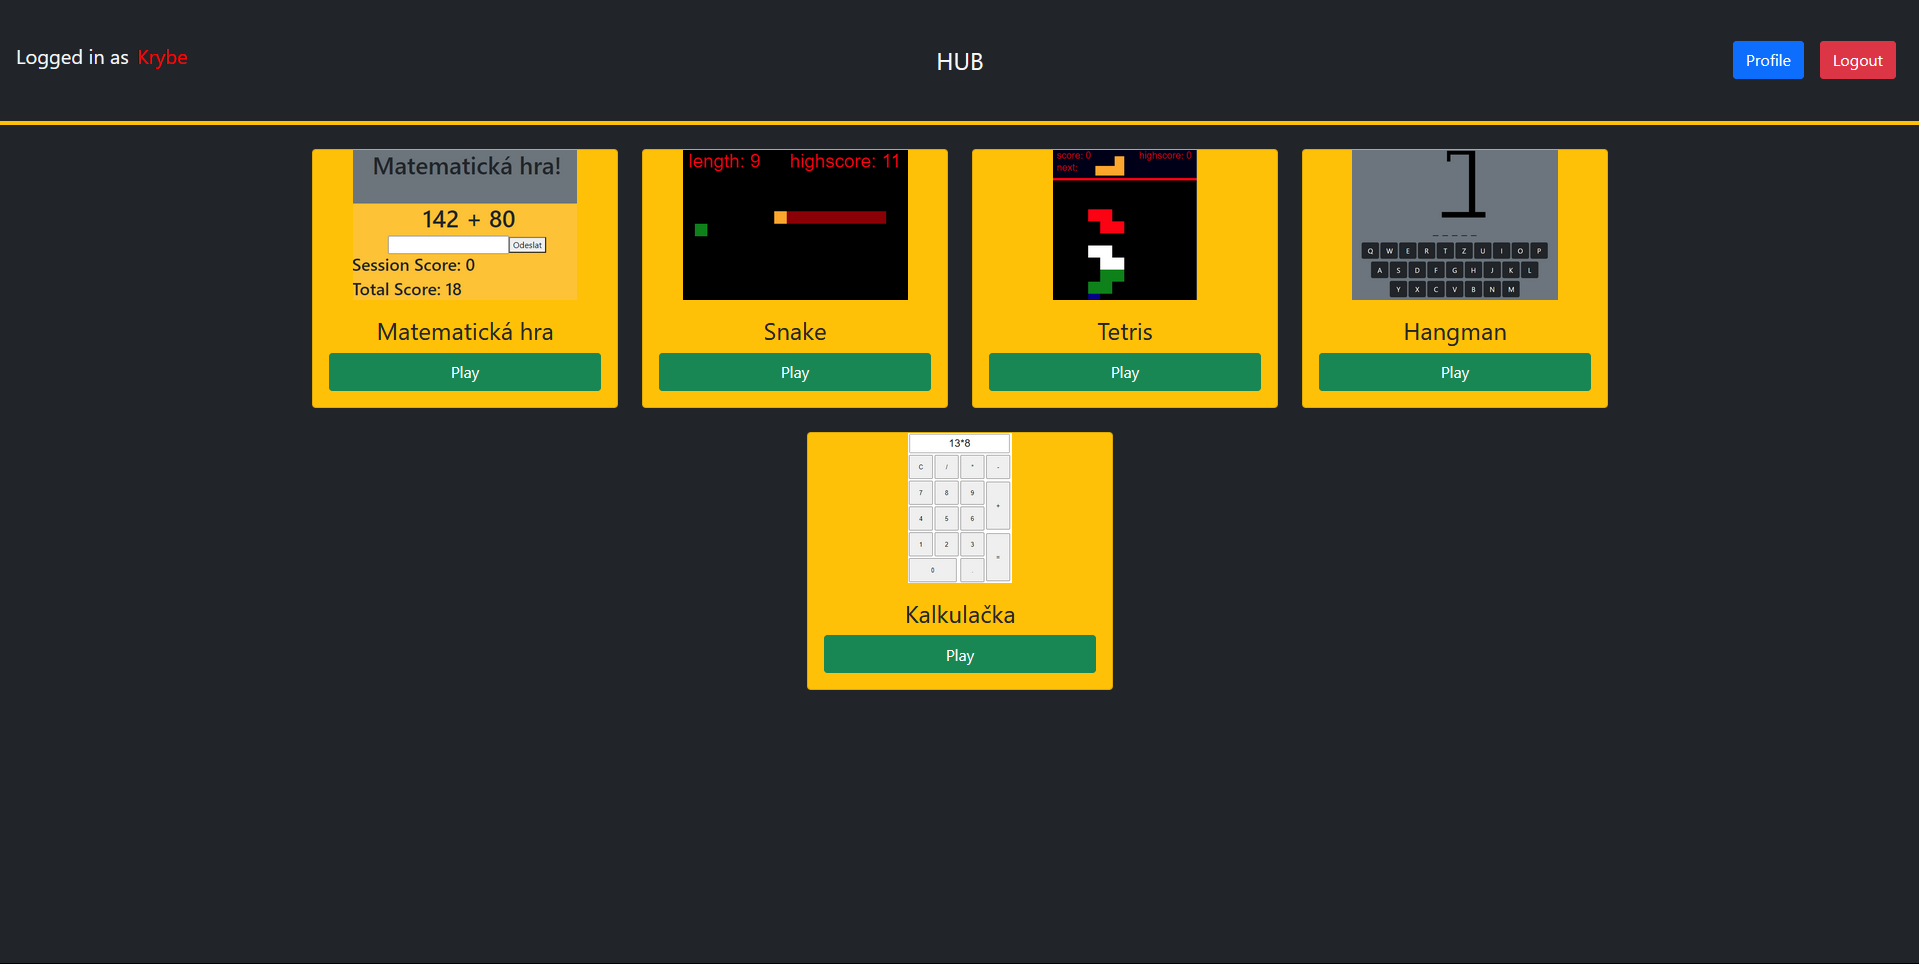 Logged in as Krybe
HUB
Profile
Logout
Matematická hra!
142 + 80
Odeslat
Session Score: 0
Total Score: 18
Matematická hra
Play
length: 9 highscore: 11
Snake
Play
score: 0 highscore: 0
next:
Tetris
Play
1
_ _ _ _ _
Q W E R T Z U I O P
A S D F G H J K L
Y X C V B N M
Hangman
Play
13*8
C / * -
7 8 9 +
4 5 6
1 2 3 =
0 .
Kalkulačka
Play